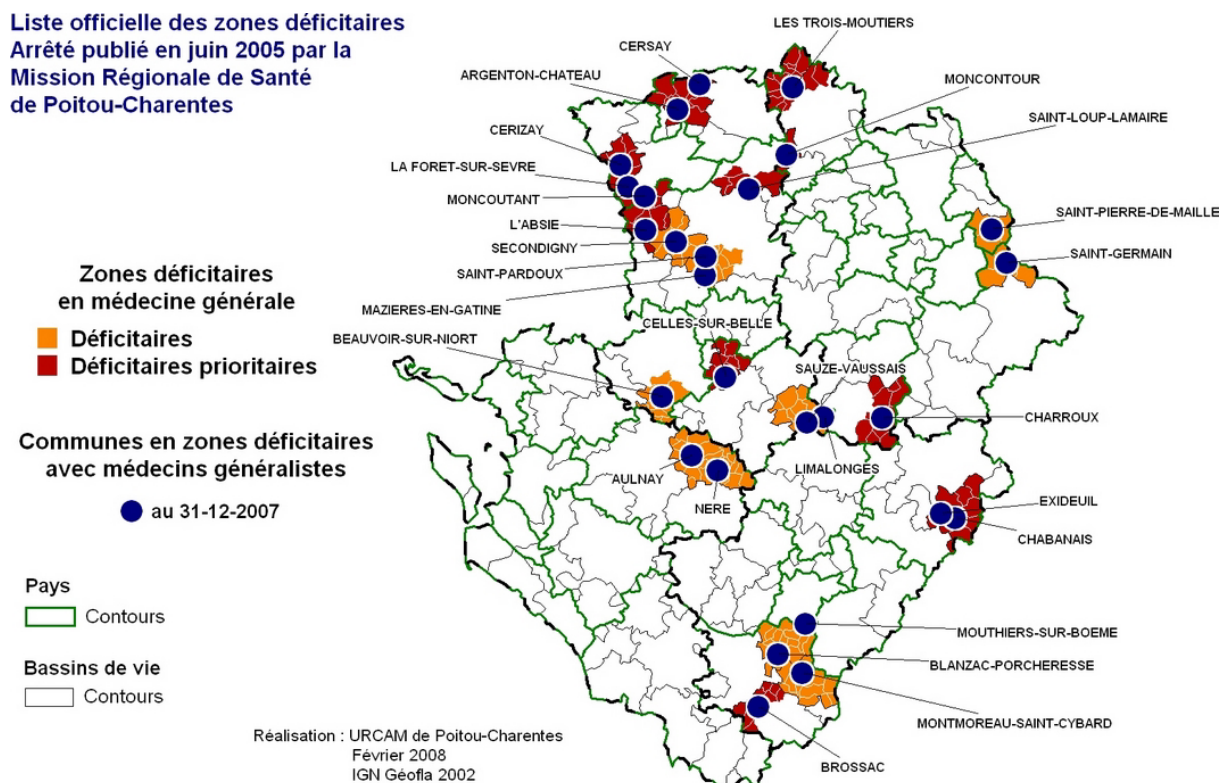 Liste officielle des zones déficitaires
Arrêté publié en juin 2005 par la
Mission Régionale de Santé
de Poitou-Charentes
LES TROIS-MOUTIERS
CERSAY
ARGENTON-CHATEAU
MONCONTOUR
SAINT-LOUP-LAMAIRE
CERIZAY
LA FORET-SUR-SEVRE
MONCOUTANT
L'ABSIE
SECONDIGNY
SAINT-PARDOUX
MAZIERES-EN-GATINE
SAINT-PIERRE-DE-MAILLE
SAINT-GERMAIN
Zones déficitaires
en médecine générale
Déficitaires
Déficitaires prioritaires
CELLES-SUR-BELLE
BEAUVOIR-SUR-NIORT
SAUZE-VAUSSAIS
CHARROUX
LIMALONGES
Communes en zones déficitaires
avec médecins généralistes
au 31-12-2007
AULNAY
NERE
EXIDEUIL
CHABANAIS
Pays
Contours
Bassins de vie
Contours
MOUTHIERS-SUR-BOEME
BLANZAC-PORCHERESSE
MONTMOREAU-SAINT-CYBARD
BROSSAC
Réalisation : URCAM de Poitou-Charentes
Février 2008
IGN Géofla 2002